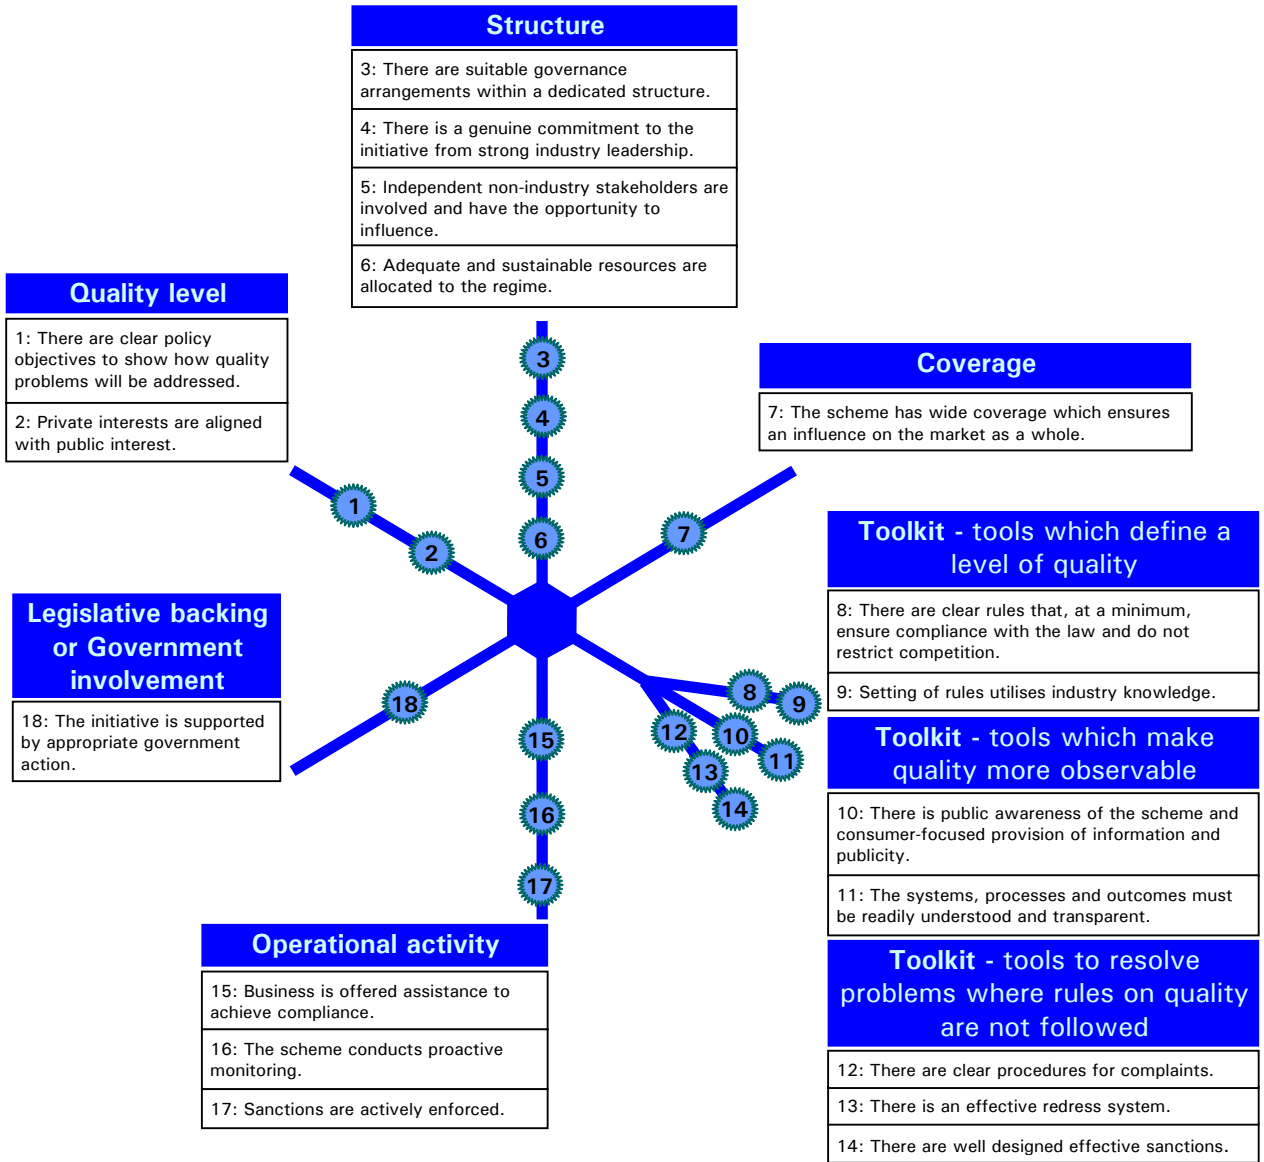 Structure
3: There are suitable governance
arrangements within a dedicated structure.
4: There is a genuine commitment to the
initiative from strong industry leadership.
5: Independent non-industry stakeholders are
involved and have the opportunity to
influence.
6: Adequate and sustainable resources are
allocated to the regime.
Quality level
1: There are clear policy
objectives to show how quality
problems will be addressed.
2: Private interests are aligned
with public interest.
Coverage
7: The scheme has wide coverage which ensures
an influence on the market as a whole.
3
4
5
6
1
2
7
Legislative backing
or Government
involvement
18: The initiative is supported
by appropriate government
action.
18
15
16
17
8
9
10
11
12
13
14
Toolkit - tools which define a
level of quality
8: There are clear rules that, at a minimum,
ensure compliance with the law and do not
restrict competition.
9: Setting of rules utilises industry knowledge.
Toolkit - tools which make
quality more observable
10: There is public awareness of the scheme and
consumer-focused provision of information and
publicity.
11: The systems, processes and outcomes must
be readily understood and transparent.
Toolkit - tools to resolve
problems where rules on quality
are not followed
12: There are clear procedures for complaints.
13: There is an effective redress system.
14: There are well designed effective sanctions.
Operational activity
15: Business is offered assistance to
achieve compliance.
16: The scheme conducts proactive
monitoring.
17: Sanctions are actively enforced.